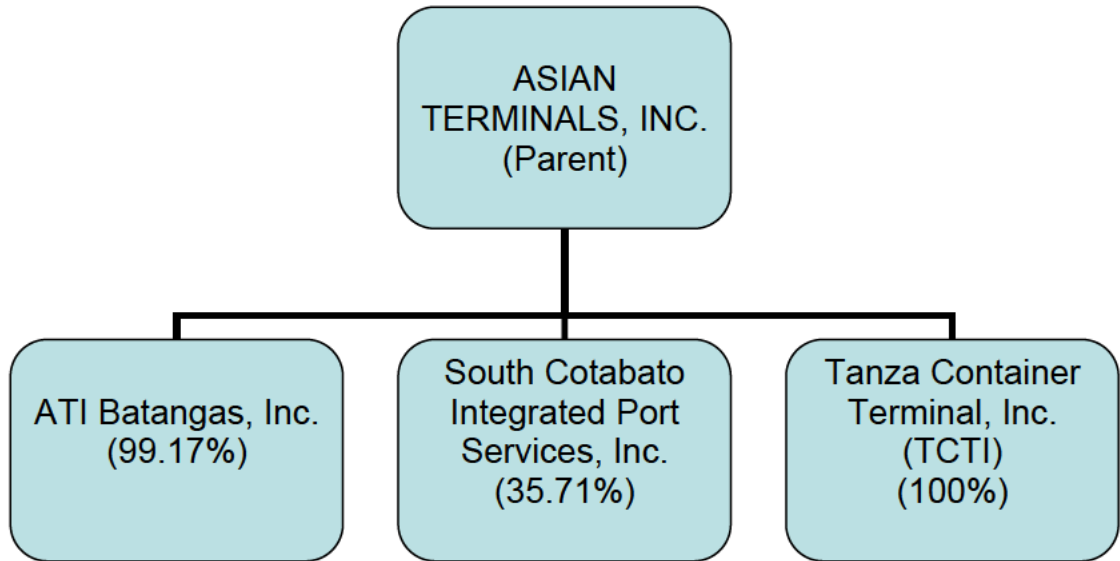 ASIAN
TERMINALS, INC.
(Parent)
ATI Batangas, Inc.
(99.17%)
South Cotabato
Integrated Port
Services, Inc.
(35.71%)
Tanza Container
Terminal, Inc.
(TCTI)
(100%)